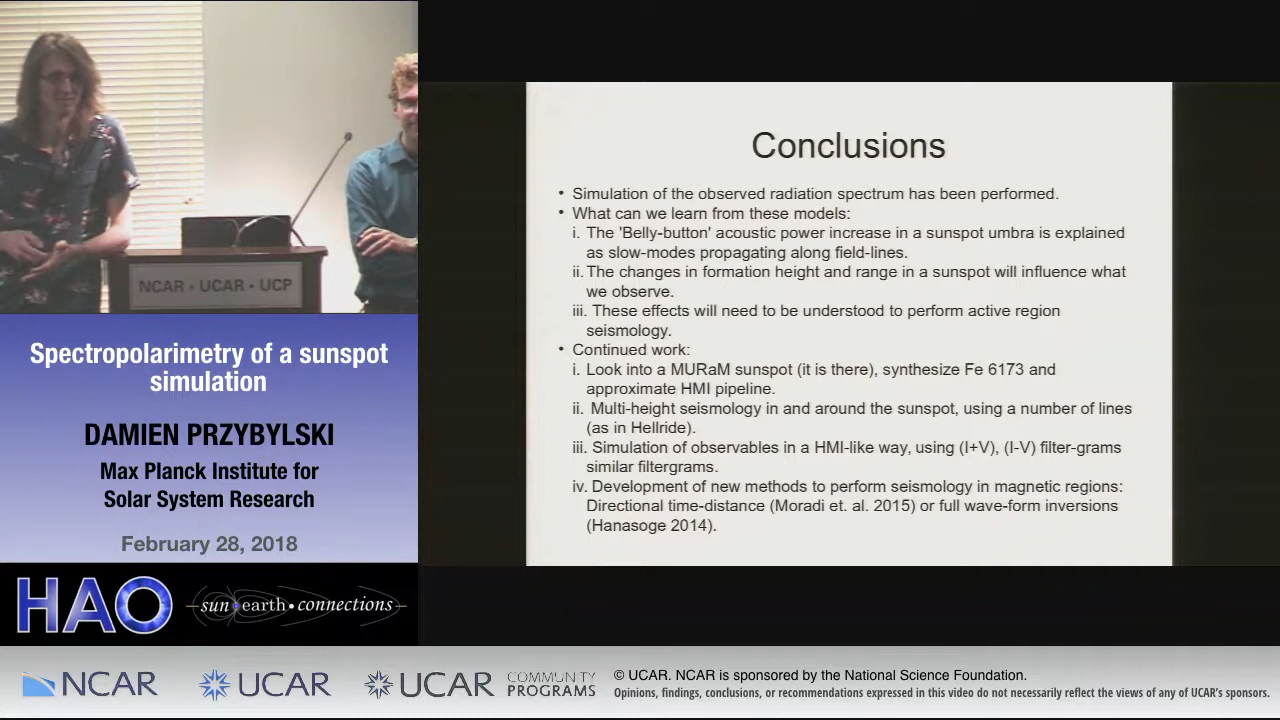 NCAR • UCAR • UCP
Spectropolarimetry of a sunspot
simulation
DAMIEN PRZYBYLSKI
Max Planck Institute for
Solar System Research
February 28, 2018
HAO
sun•earth•connections
Conclusions
• Simulation of the observed radiation spectrum has been performed.
• What can we learn from these models:
i. The 'Belly-button' acoustic power increase in a sunspot umbra is explained
as slow-modes propagating along field-lines.
ii. The changes in formation height and range in a sunspot will influence what
we observe.
iii. These effects will need to be understood to perform active region
seismology.
• Continued work:
i. Look into a MURaM sunspot (it is there), synthesize Fe 6173 and
approximate HMI pipeline.
ii. Multi-height seismology in and around the sunspot, using a number of lines
(as in Hellride).
iii. Simulation of observables in a HMI-like way, using (I+V), (I-V) filter-grams
similar filtergrams.
iv. Development of new methods to perform seismology in magnetic regions:
Directional time-distance (Moradi et. al. 2015) or full wave-form inversions
(Hanasoge 2014).
NCAR
UCAR
UCAR
COMMUNITY
PROGRAMS
© UCAR. NCAR is sponsored by the National Science Foundation.
Opinions, findings, conclusions, or recommendations expressed in this video do not necessarily reflect the views of any of UCAR's sponsors.